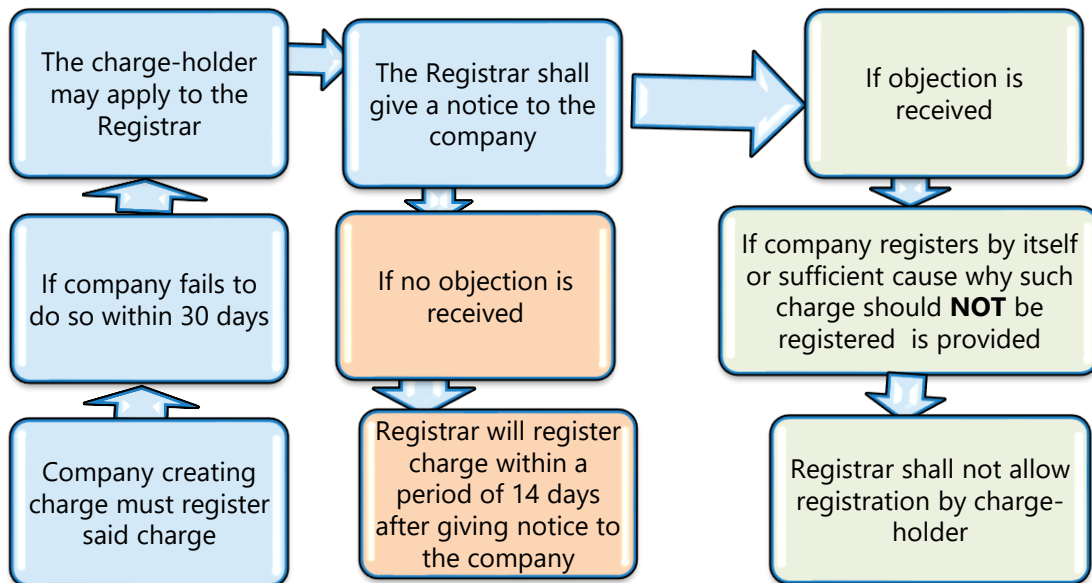 Company creating
charge must register
said charge
If company fails to
do so within 30 days
The charge-holder
may apply to the
Registrar
The Registrar shall
give a notice to the
company
If no objection is
received
Registrar will register
charge within a
period of 14 days
after giving notice to
the company
If objection is
received
If company registers by itself
or sufficient cause why such
charge should NOT be
registered is provided
Registrar shall not allow
registration by charge-
holder